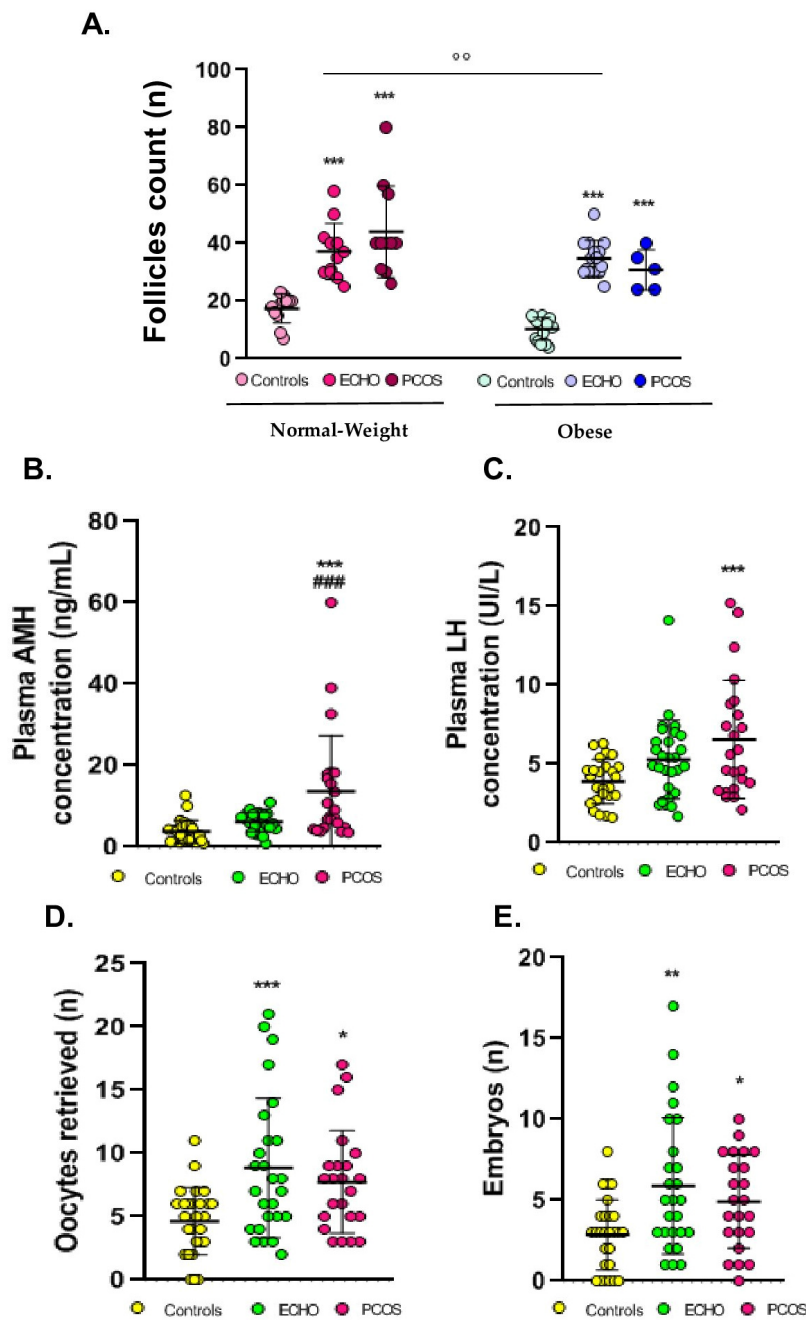 A.
Follicles count (n)
100
80
60
40
20
0
°°
***
***
***
***
Controls ECHO PCOS Controls ECHO PCOS
Normal-Weight Obese
B.
Plasma AMH
concentration (ng/mL)
80
60
40
20
0
***
###
Controls ECHO PCOS
C.
Plasma LH
concentration (UI/L)
20
15
10
5
0
***
Controls ECHO PCOS
D.
Oocytes retrieved (n)
25
20
15
10
5
0
***
*
Controls ECHO PCOS
E.
Embryos (n)
20
15
10
5
0
**
*
Controls ECHO PCOS